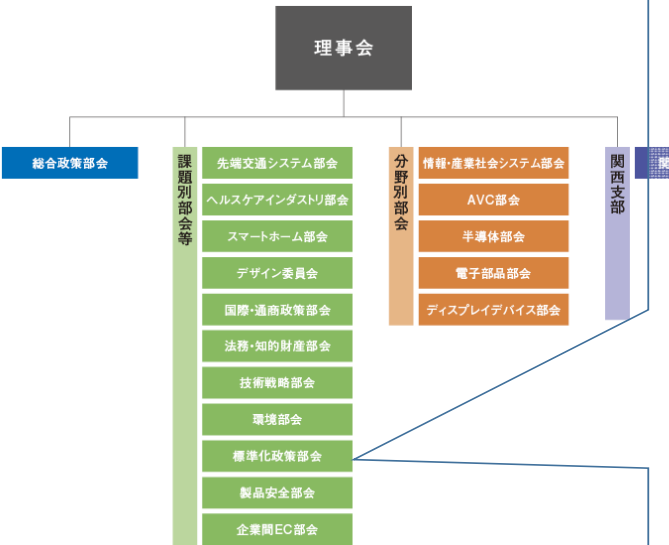 理事会
総合政策部会
課題別部会等
先端交通システム部会
ヘルスケアインダストリ部会
スマートホーム部会
デザイン委員会
国際・通商政策部会
法務・知的財産部会
技術戦略部会
環境部会
標準化政策部会
製品安全部会
企業間EC部会
分野別部会
情報・産業社会システム部会
AVC部会
半導体部会
電子部品部会
ディスプレイデバイス部会
関西支部
関